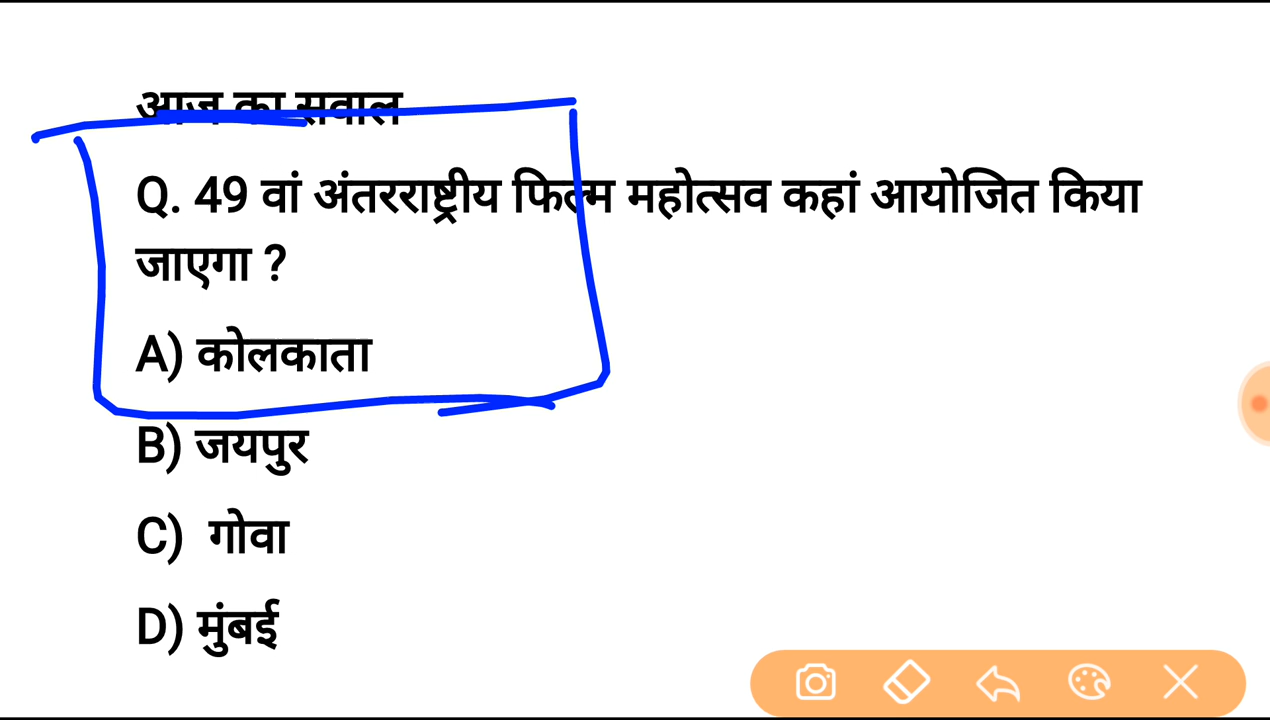 आज का सवाल
Q. 49 वां अंतरराष्ट्रीय फिल्म महोत्सव कहां आयोजित किया
जाएगा ?
A) कोलकाता
B) जयपुर
C) गोवा
D) मुंबई